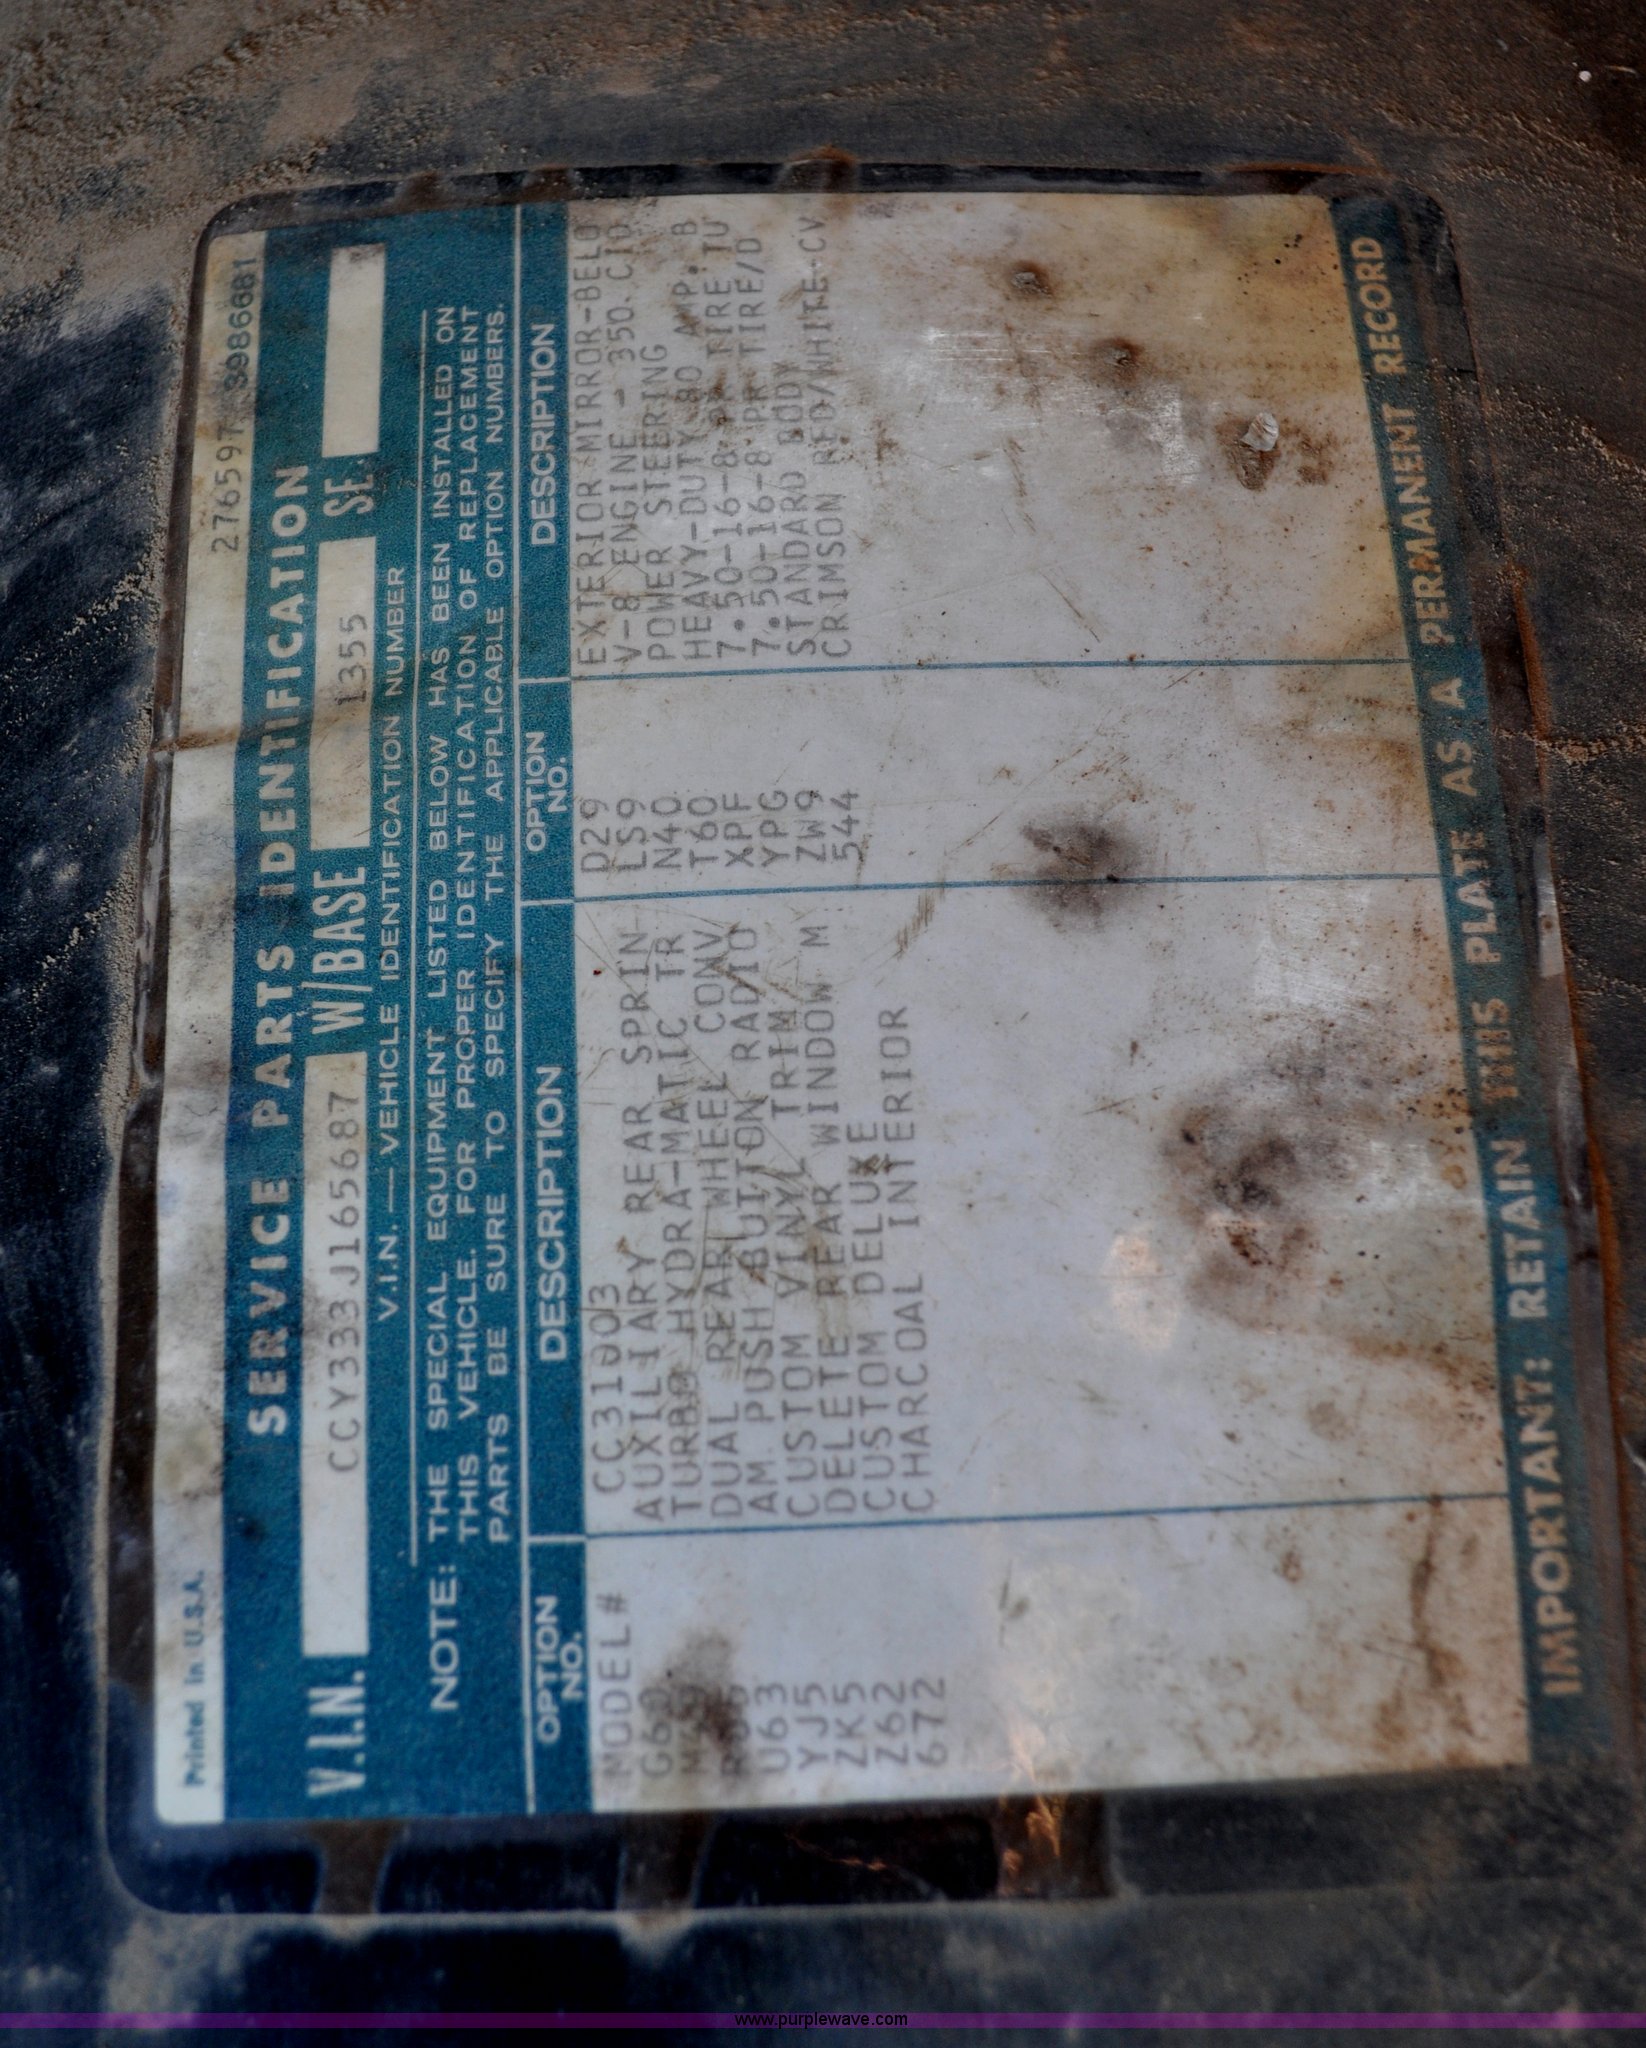 Printed in U.S.A.
276597 3986681
SERVICE PARTS IDENTIFICATION
V.I.N. CCY333J165687 W/BASE 1355 SE.
V.I.N. — VEHICLE IDENTIFICATION NUMBER
NOTE: THE SPECIAL EQUIPMENT LISTED BELOW HAS BEEN INSTALLED ON
THIS VEHICLE. FOR PROPER IDENTIFICATION OF REPLACEMENT
PARTS BE SURE TO SPECIFY THE APPLICABLE OPTION NUMBERS.
OPTION NO. DESCRIPTION OPTION NO. DESCRIPTION
MODEL# CC31003 D29 EXTERIOR MIRROR-BELO
G60 AUXILIARY REAR SPRIN LS9 V-8 ENGINE - 350. CID
TURBO HYDRA-MATIC TR N40 POWER STEERING
DUAL REAR WHEEL CONV T60 HEAVY-DUTY 80 AMP. B
U63 AM PUSH BUTTON RADIO XPF 7.50-16-8 PR TIRE TU
YJ5 CUSTOM VINYL TRIM YPG 7.50-16-8 PR TIRE/D
ZK5 DELETE REAR WINDOW M ZW9 STANDARD BODY
Z62 CUSTOM DELUXE 544 CRIMSON RED/WHITE-CV
672 CHARCOAL INTERIOR
IMPORTANT: RETAIN THIS PLATE AS A PERMANENT RECORD
www.purplewave.com